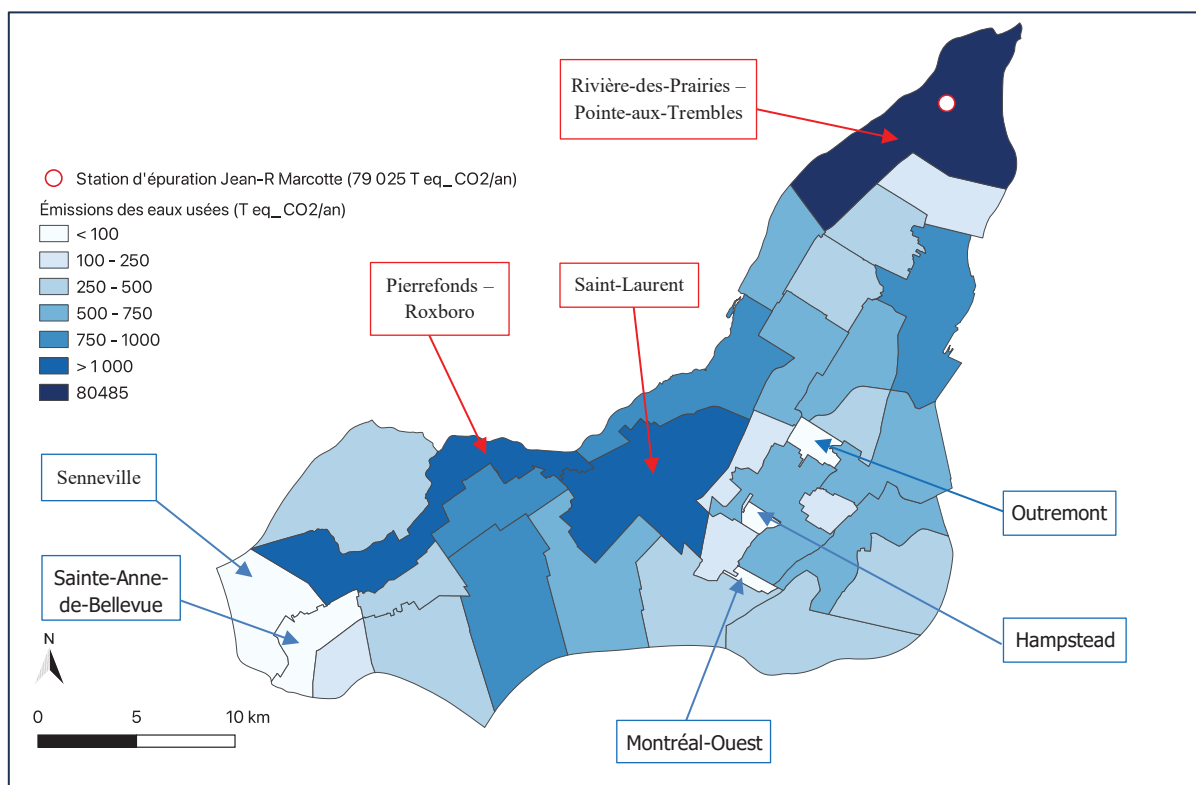 Rivière-des-Prairies –
Pointe-aux-Trembles
Station d'épuration Jean-R Marcotte (79 025 T eq_CO2/an)
Émissions des eaux usées (T eq_CO2/an)
< 100
100 - 250
250 - 500
500 - 750
750 - 1000
> 1 000
80485
Pierrefonds –
Roxboro
Saint-Laurent
Senneville
Sainte-Anne-
de-Bellevue
Outremont
Hampstead
Montréal-Ouest
N
0 5 10 km